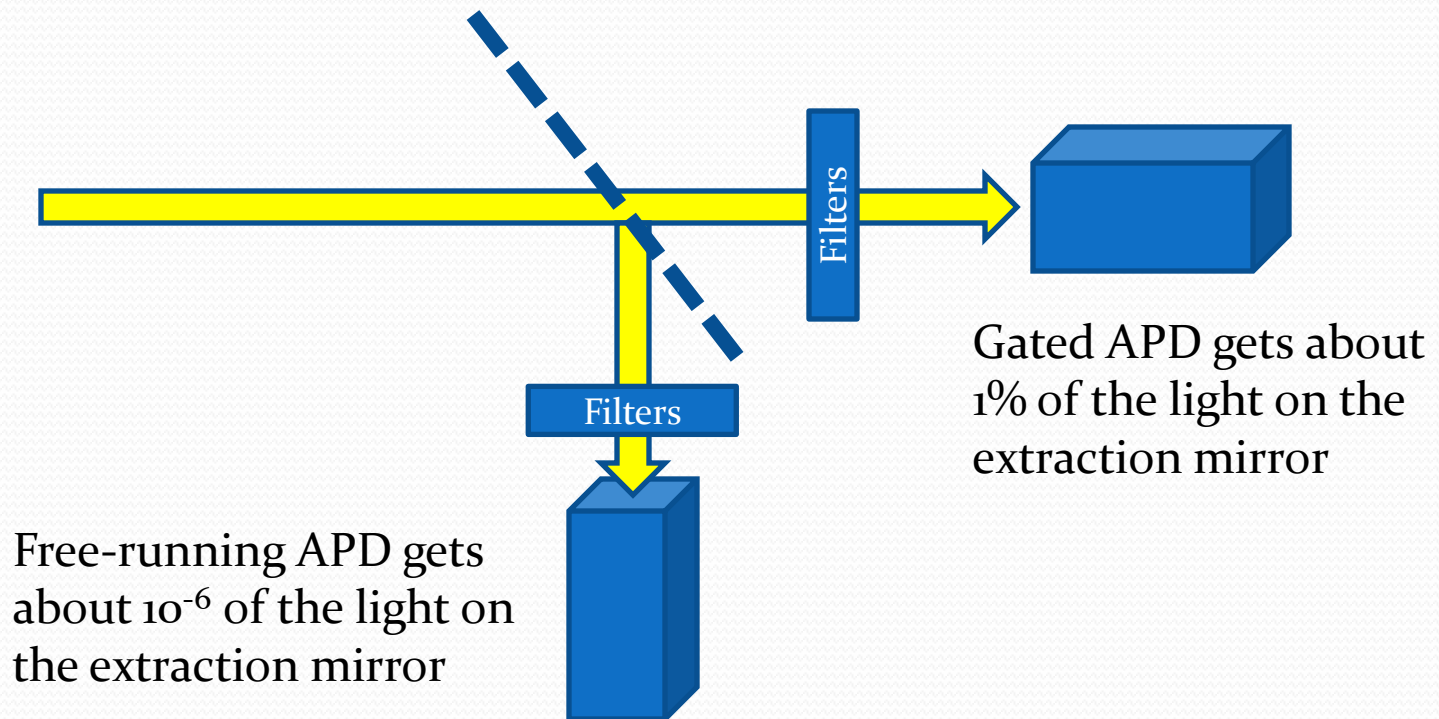 Filters
Gated APD gets about
1% of the light on the
extraction mirror
Filters
Free-running APD gets
about 10⁻⁶ of the light on
the extraction mirror